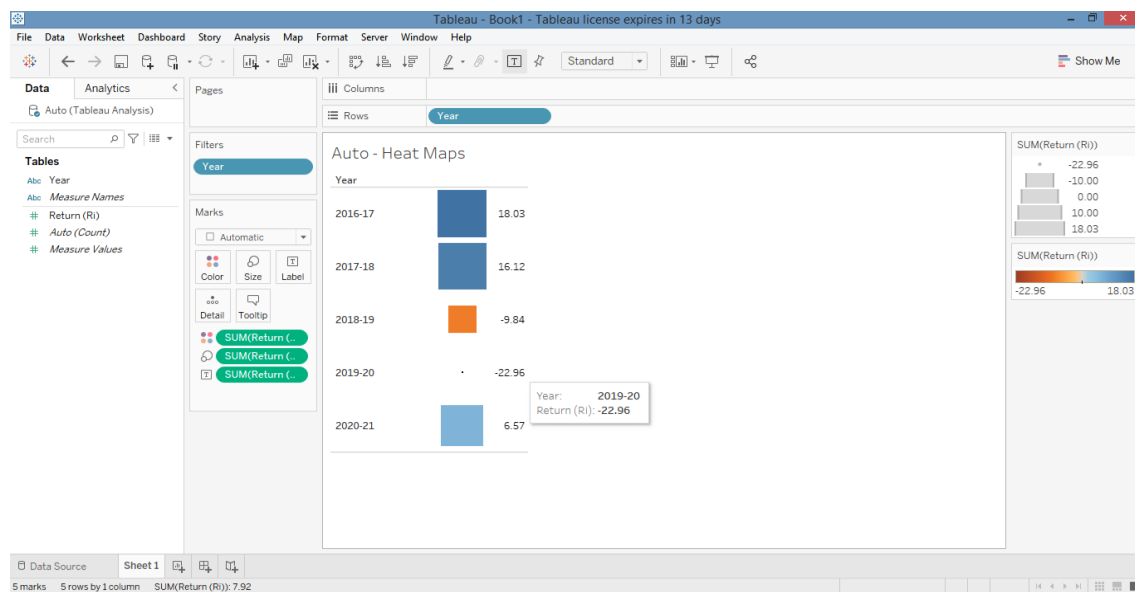 Tableau - Book1 - Tableau license expires in 13 days
File Data Worksheet Dashboard Story Analysis Map Format Server Window Help
Standard
Show Me
Data Analytics
Auto (Tableau Analysis)
Search
Tables
Abc Year
Abc Measure Names
# Return (Ri)
# Auto (Count)
# Measure Values
Pages
Filters
Year
Marks
Automatic
Color Size Label
Detail Tooltip
SUM(Return (..
SUM(Return (..
SUM(Return (..
Columns
Rows Year
Auto - Heat Maps
Year
2016-17 18.03
2017-18 16.12
2018-19 -9.84
2019-20 -22.96
2020-21 6.57
Year: 2019-20
Return (Ri): -22.96
SUM(Return (Ri))
-22.96
-10.00
0.00
10.00
18.03
SUM(Return (Ri))
-22.96 18.03
Data Source Sheet 1
5 marks 5 rows by 1 column SUM(Return (Ri)): 7.92